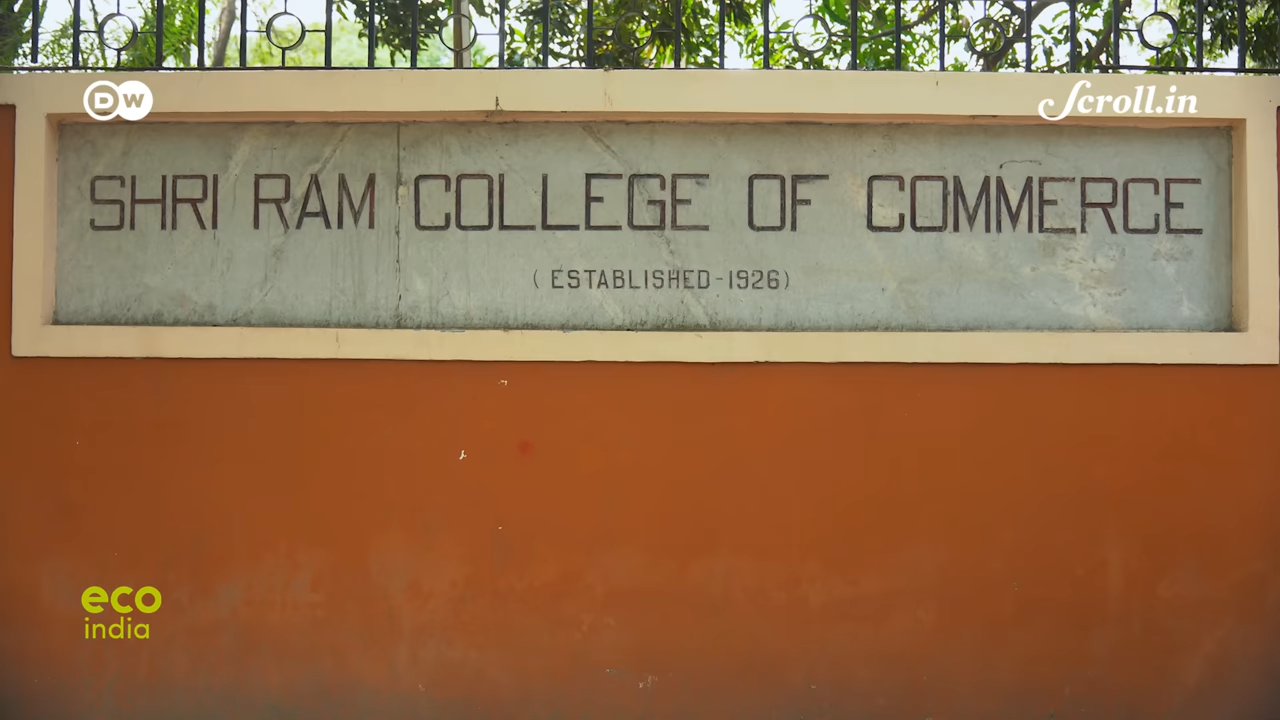 DW
Scroll.in
SHRI RAM COLLEGE OF COMMERCE
( ESTABLISHED-1926)
eco
india